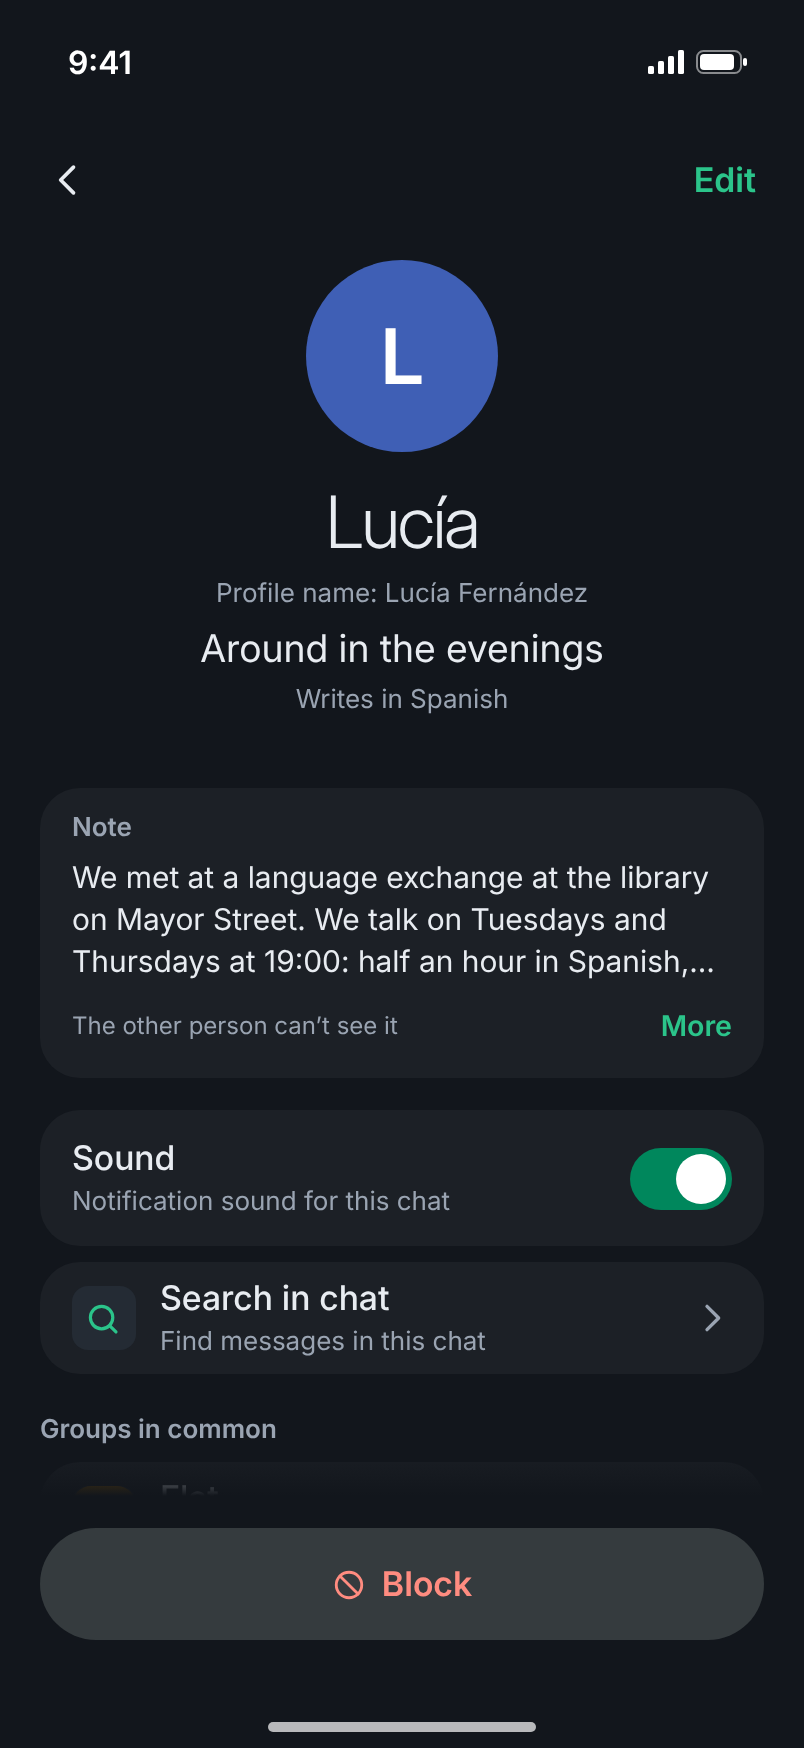 9:41
Edit
L
Lucía
Profile name: Lucía Fernández
Around in the evenings
Writes in Spanish
Note
We met at a language exchange at the library
on Mayor Street. We talk on Tuesdays and
Thursdays at 19:00: half an hour in Spanish,…
The other person can’t see it
More
Sound
Notification sound for this chat
Search in chat
Find messages in this chat
Groups in common
Block